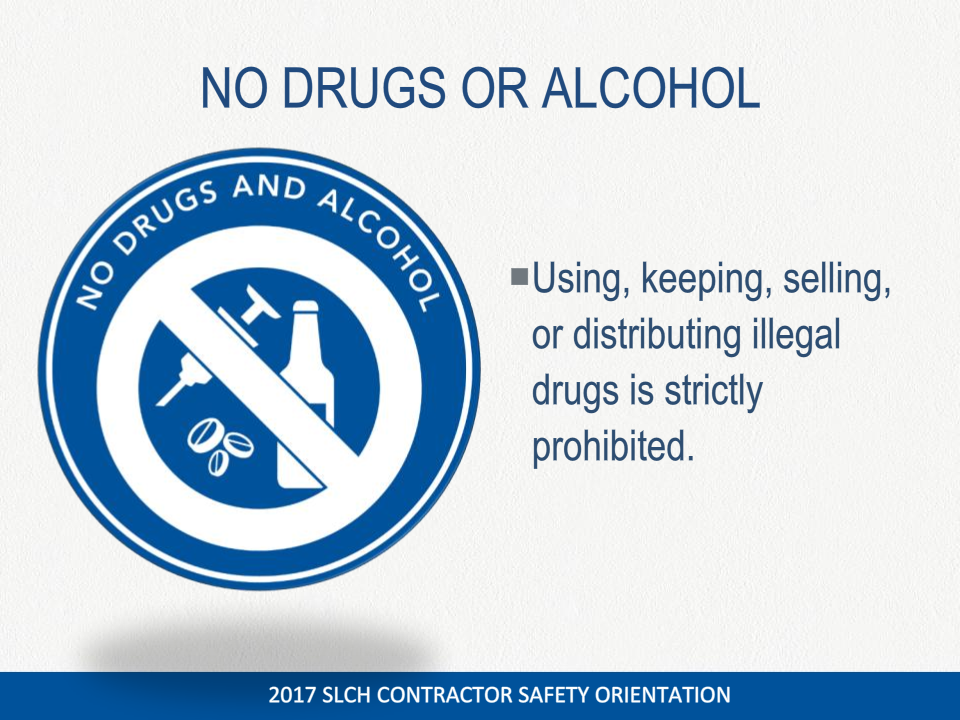 NO DRUGS OR ALCOHOL
NO DRUGS AND ALCOHOL
■Using, keeping, selling,
or distributing illegal
drugs is strictly
prohibited.
2017 SLCH CONTRACTOR SAFETY ORIENTATION